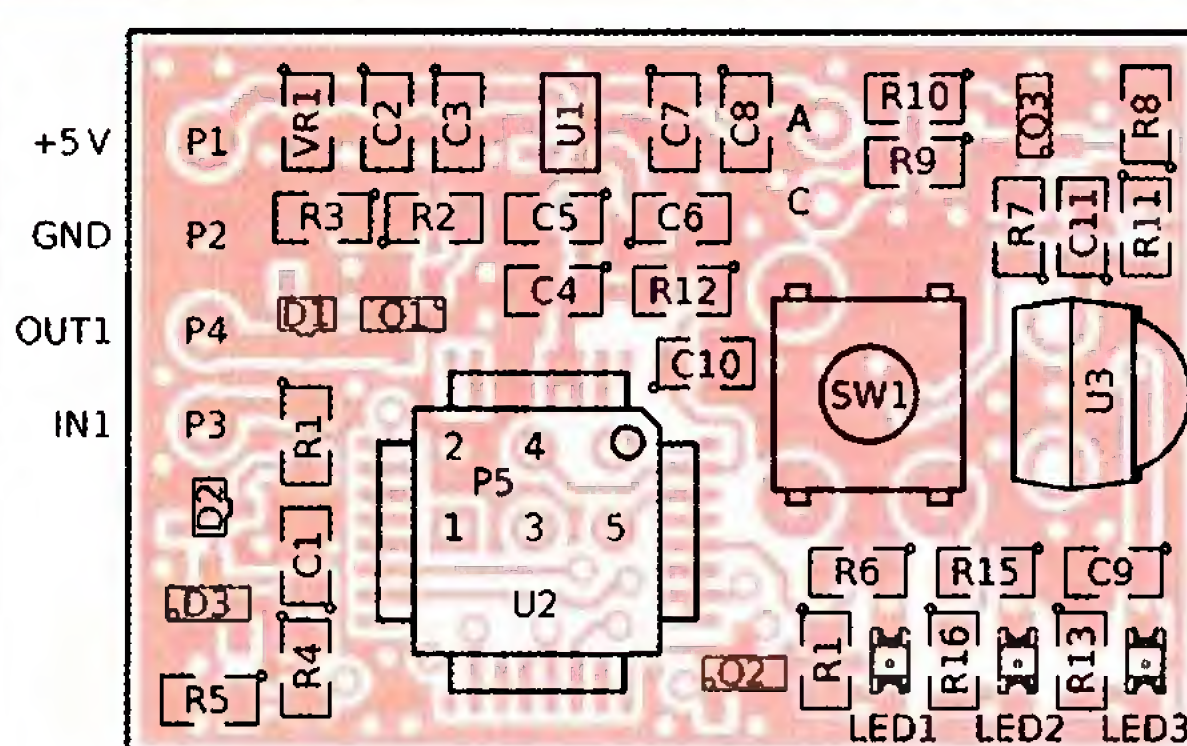 +5V P1 VR1 C2 C3 U1 C7 C8 A R10 Q3 R8
R9
GND P2 R3 R2 C5 C6 C R7 C11 R11
C4 R12
OUT1 P4 D1 Q1
C10
IN1 P3 R1 SW1 U3
2 4
P5
D2 1 3 5
C1
U2
R6 R15 C9
D3
R4 R1 R16 R13
R5 Q2
LED1 LED2 LED3